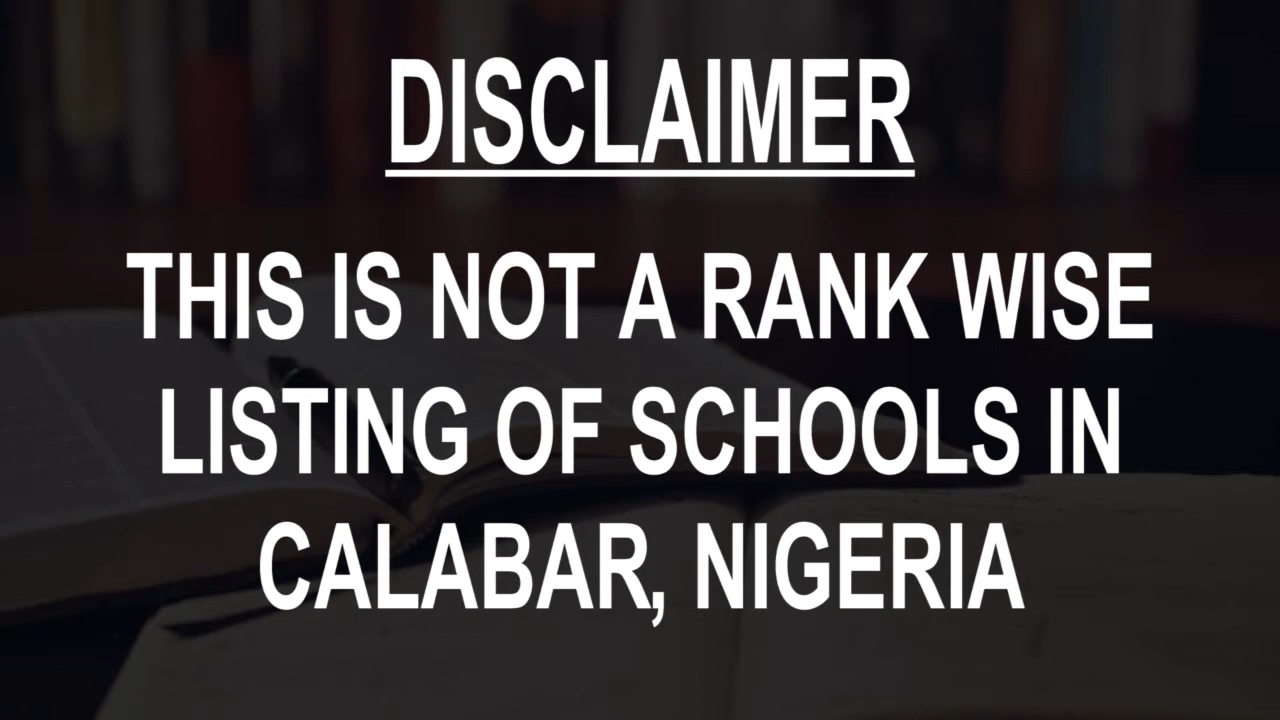 DISCLAIMER
THIS IS NOT A RANK WISE
LISTING OF SCHOOLS IN
CALABAR, NIGERIA